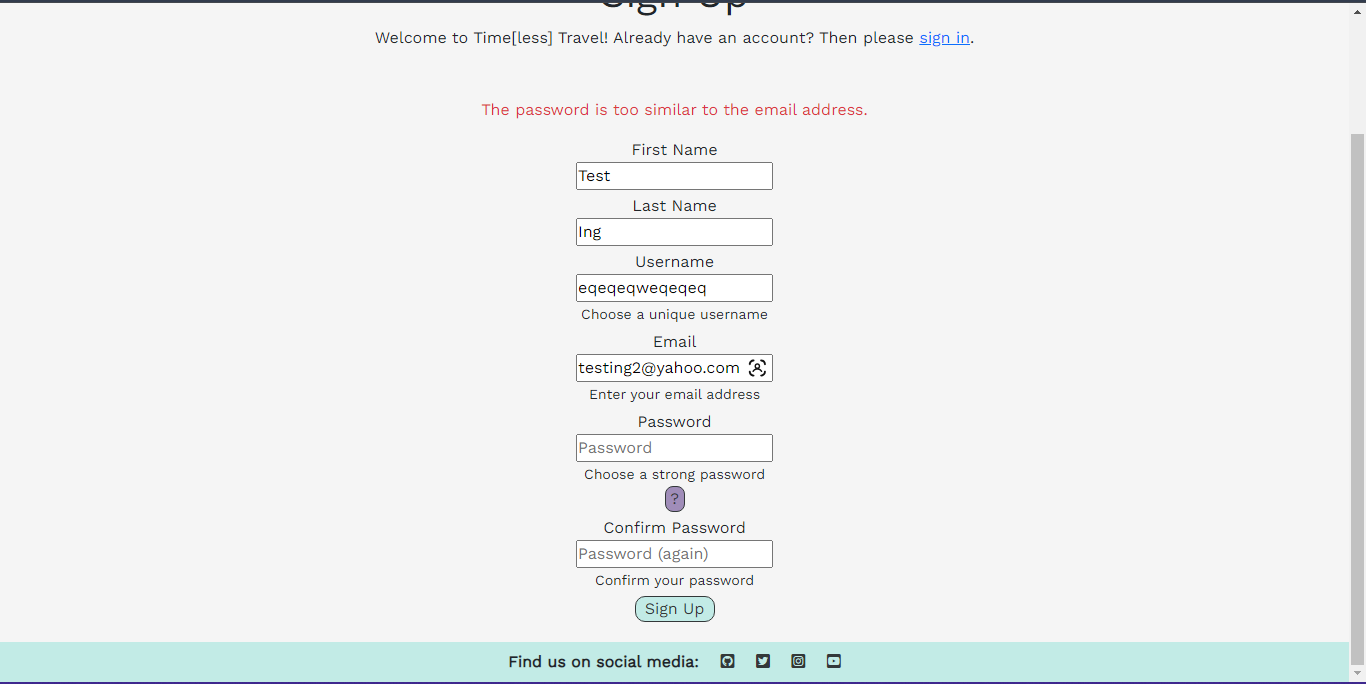 Sign Up
Welcome to Time[less] Travel! Already have an account? Then please sign in.
The password is too similar to the email address.
First Name
Test
Last Name
Ing
Username
eqeqeqweqeqeq
Choose a unique username
Email
testing2@yahoo.com
Enter your email address
Password
Password
Choose a strong password
?
Confirm Password
Password (again)
Confirm your password
Sign Up
Find us on social media: